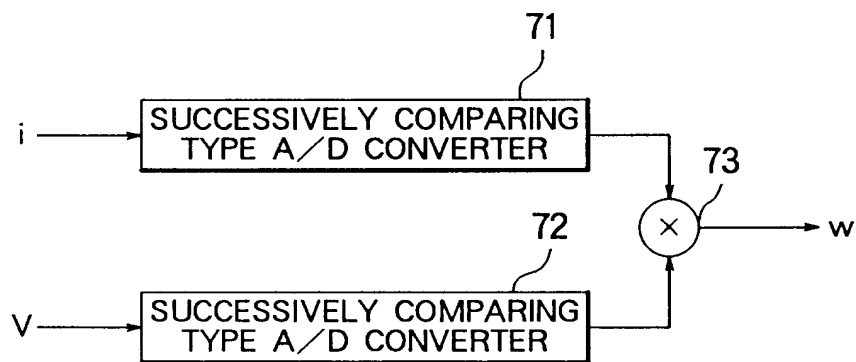 71
i
SUCCESSIVELY COMPARING
TYPE A/D CONVERTER
73
×
w
72
V
SUCCESSIVELY COMPARING
TYPE A/D CONVERTER